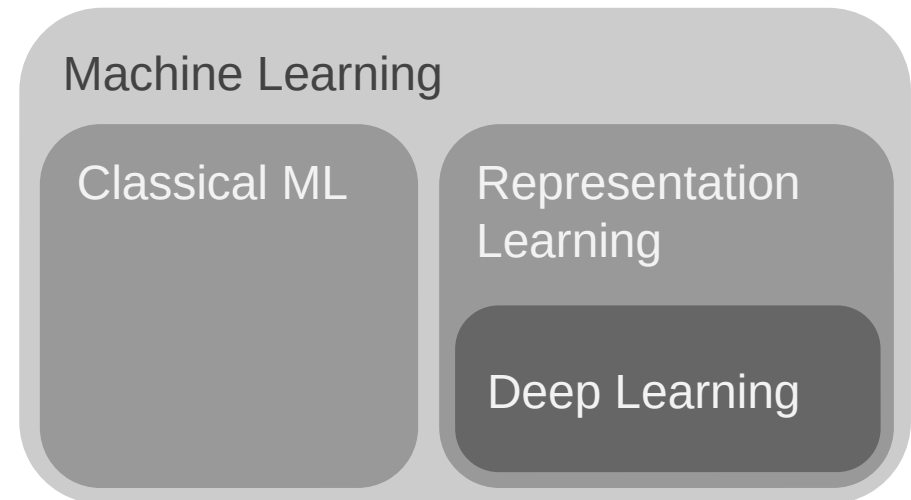 Machine Learning
Classical ML
Representation
Learning
Deep Learning